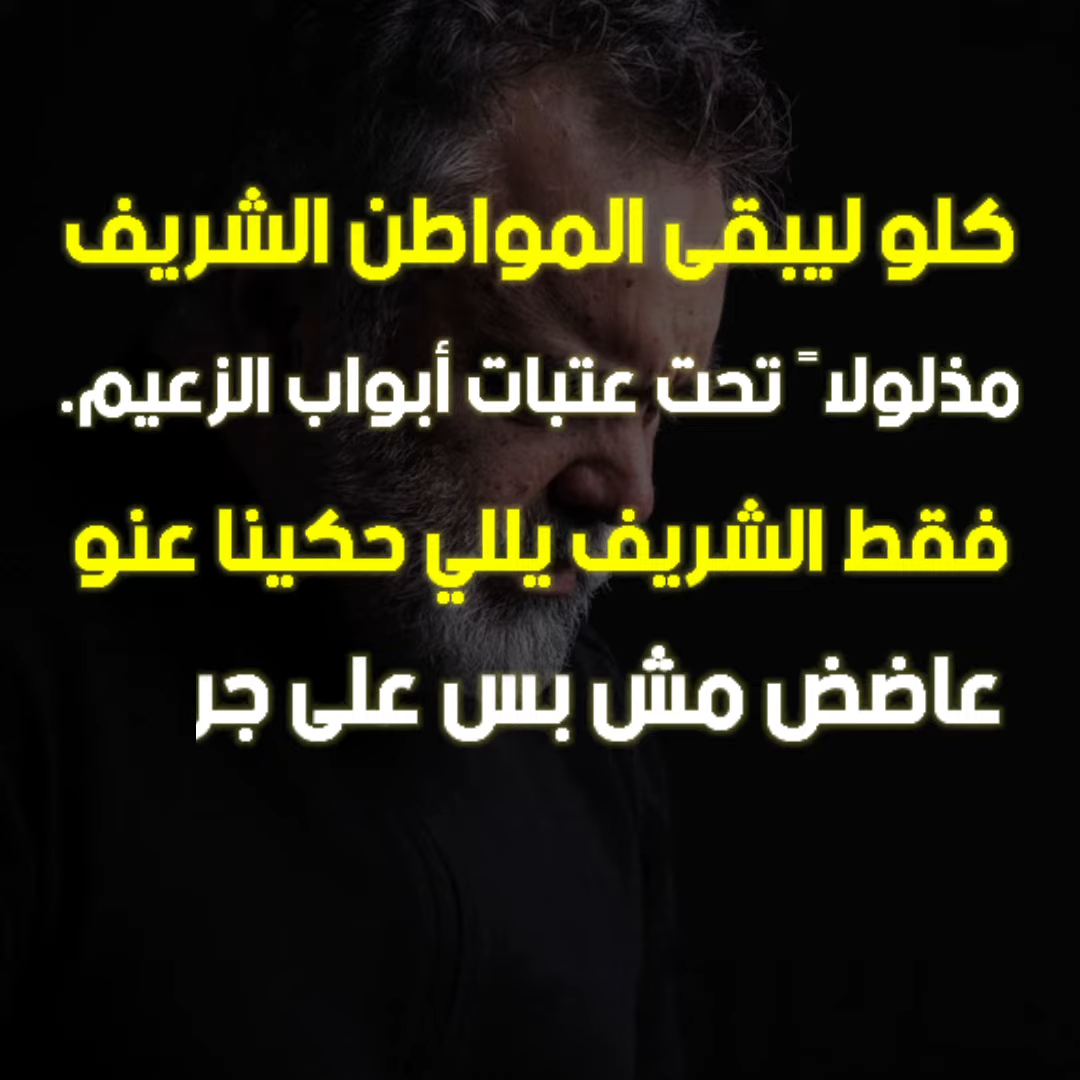 كلو ليبقى المواطن الشريف
مذلولا ً تحت عتبات أبواب الزعيم.
فقط الشريف يللي حكينا عنو
عاضض مش بس على جر